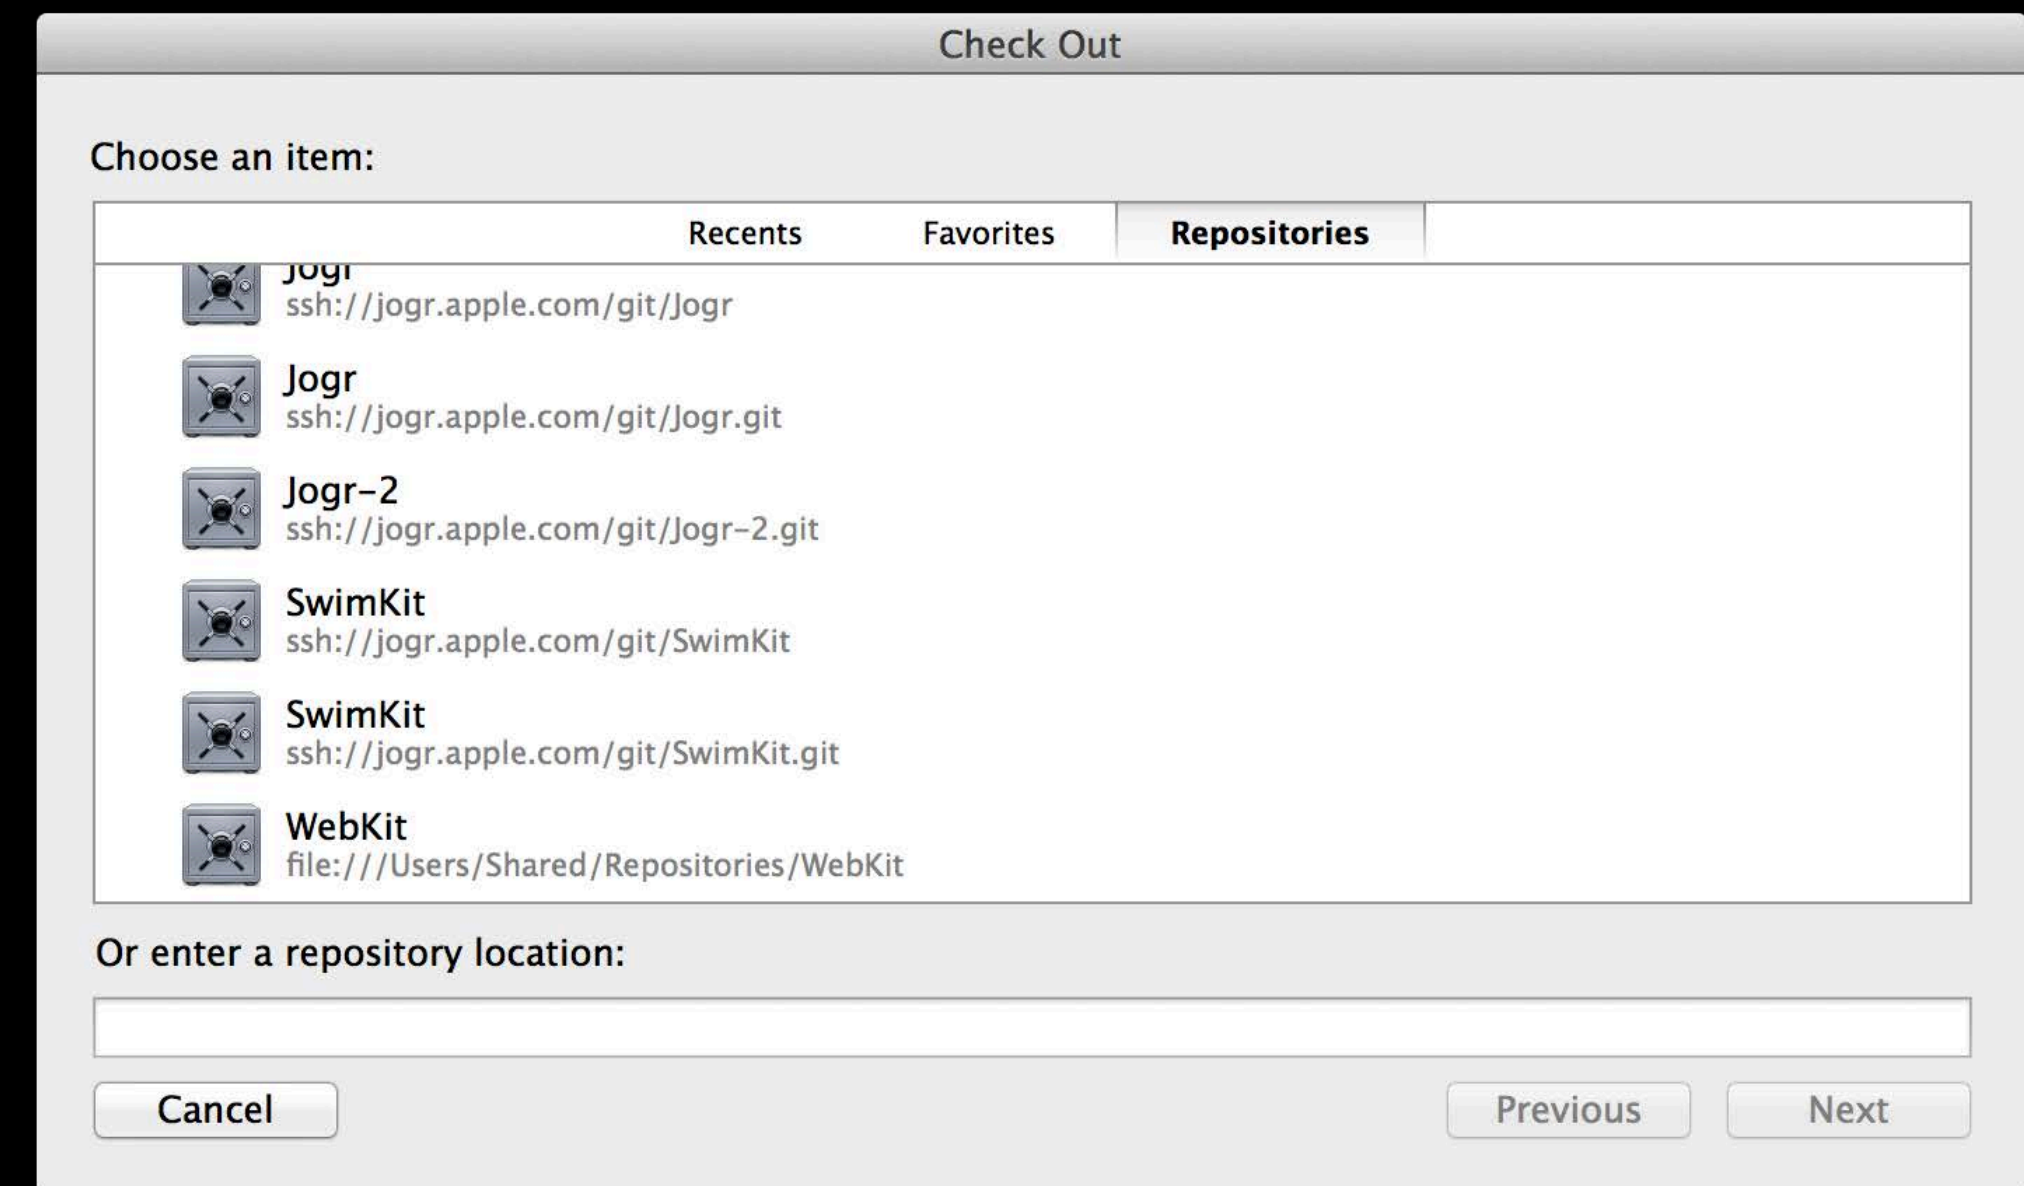 Check Out
Choose an item:
Recents Favorites Repositories
Jogr
ssh://jogr.apple.com/git/Jogr
Jogr
ssh://jogr.apple.com/git/Jogr.git
Jogr-2
ssh://jogr.apple.com/git/Jogr-2.git
SwimKit
ssh://jogr.apple.com/git/SwimKit
SwimKit
ssh://jogr.apple.com/git/SwimKit.git
WebKit
file:///Users/Shared/Repositories/WebKit
Or enter a repository location:
Cancel Previous Next